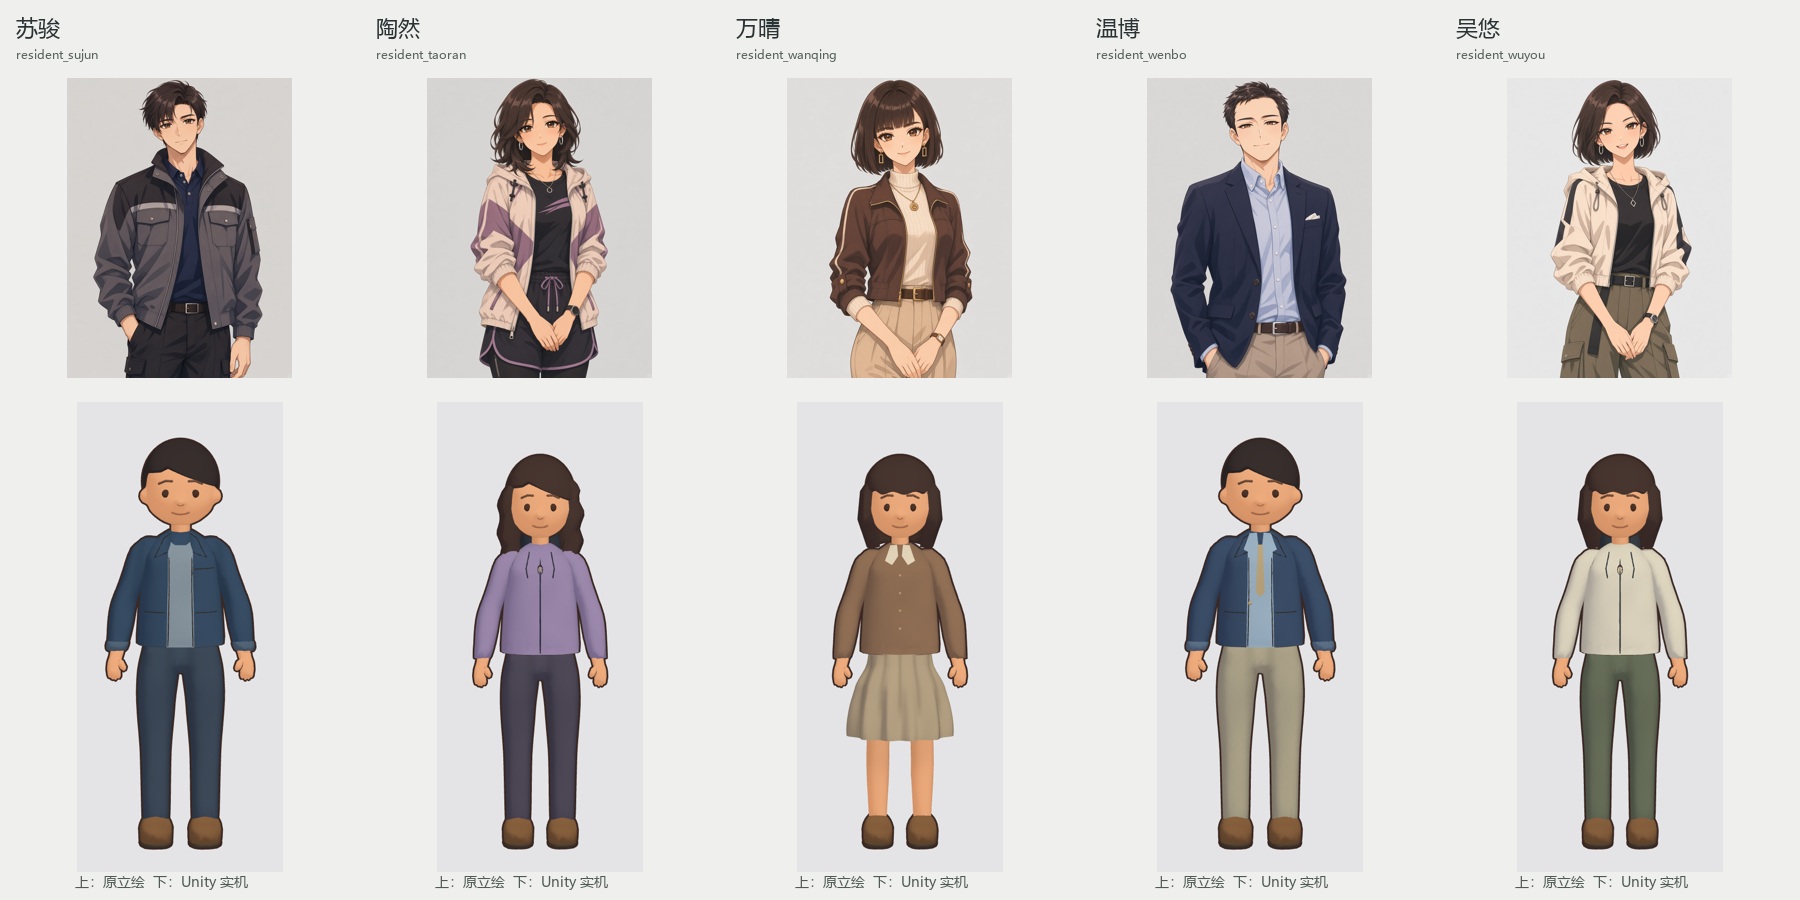 苏骏
resident_sujun
陶然
resident_taoran
万晴
resident_wanqing
温博
resident_wenbo
吴悠
resident_wuyou
上：原立绘 下：Unity 实机
上：原立绘 下：Unity 实机
上：原立绘 下：Unity 实机
上：原立绘 下：Unity 实机
上：原立绘 下：Unity 实机